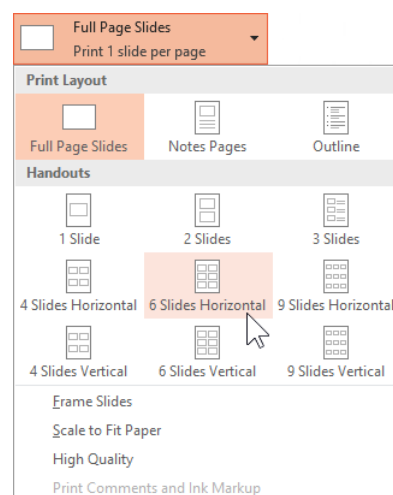 Full Page Slides
Print 1 slide per page
Print Layout
Full Page Slides Notes Pages Outline
Handouts
1 Slide 2 Slides 3 Slides
4 Slides Horizontal 6 Slides Horizontal 9 Slides Horizontal
4 Slides Vertical 6 Slides Vertical 9 Slides Vertical
Frame Slides
Scale to Fit Paper
High Quality
Print Comments and Ink Markup